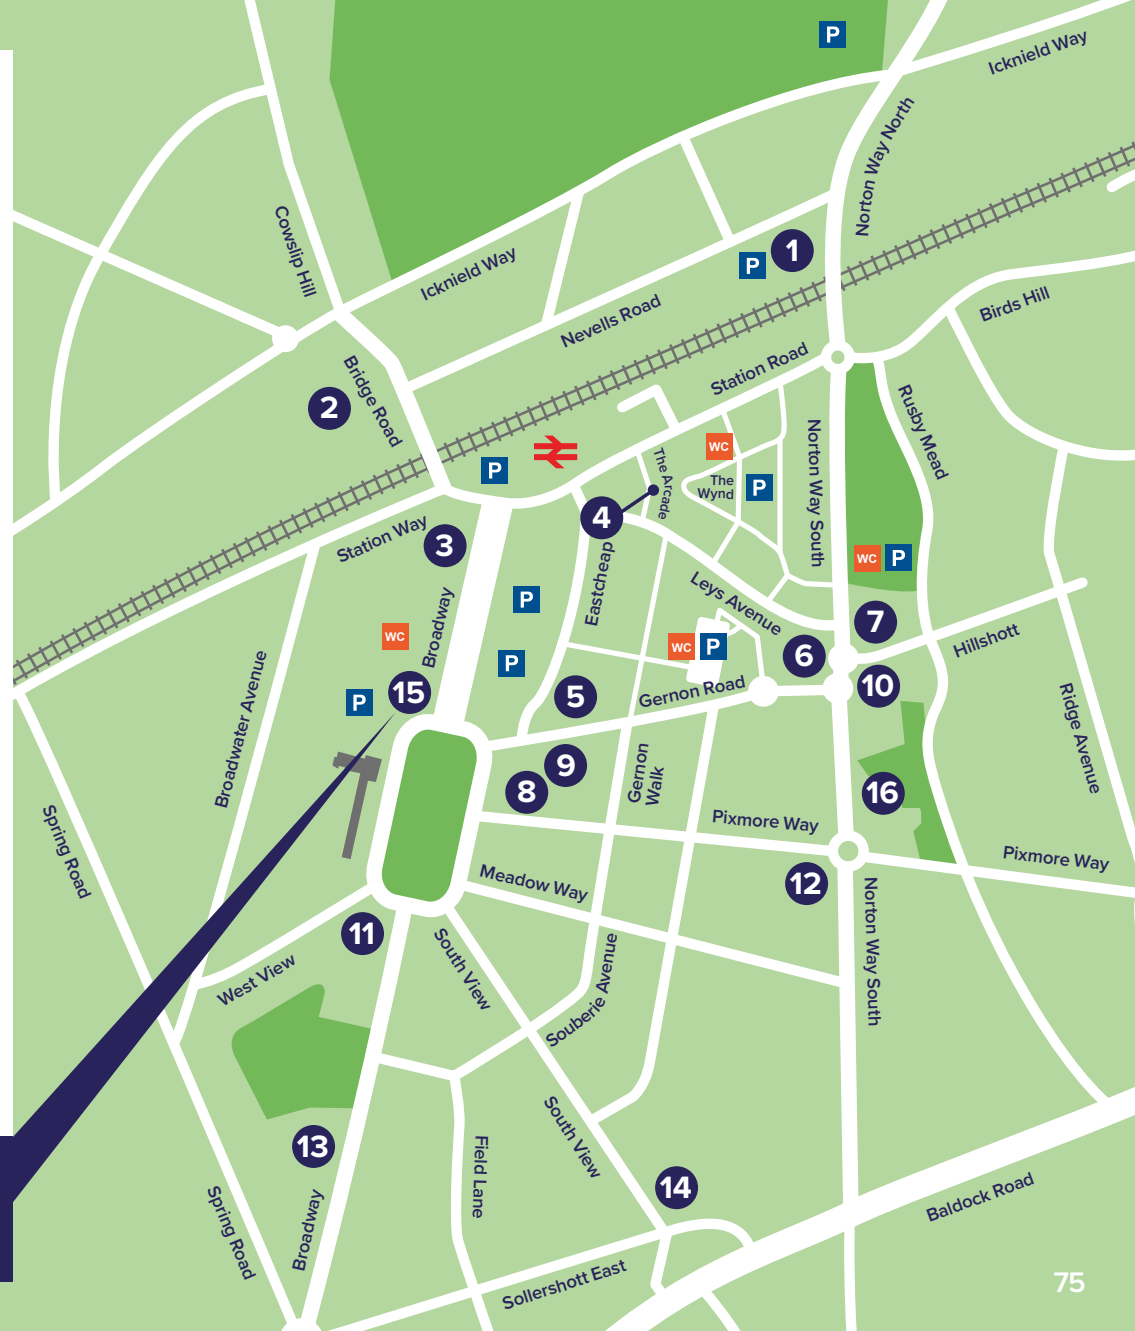 P
Icknield Way
Norton Way North
Cowslip Hill
Icknield Way
1
P
Nevells Road
Birds Hill
Bridge Road
2
Station Road
Rusby Mead
Norton Way South
WC
The Arcade
P
The
Wynd
P
4
Station Way
3
WC
P
Eastcheap
Leys Avenue
P
Broadway
WC
7
Hillshott
WC
P
6
P
Broadwater Avenue
15
P
5
Gernon Road
10
Ridge Avenue
Gernon
Walk
9
8
16
Spring Road
Pixmore Way
Pixmore Way
Meadow Way
12
Norton Way South
11
South View
West View
Souberie Avenue
South View
13
Field Lane
14
Spring Road
Broadway
Baldock Road
Sollershott East
75